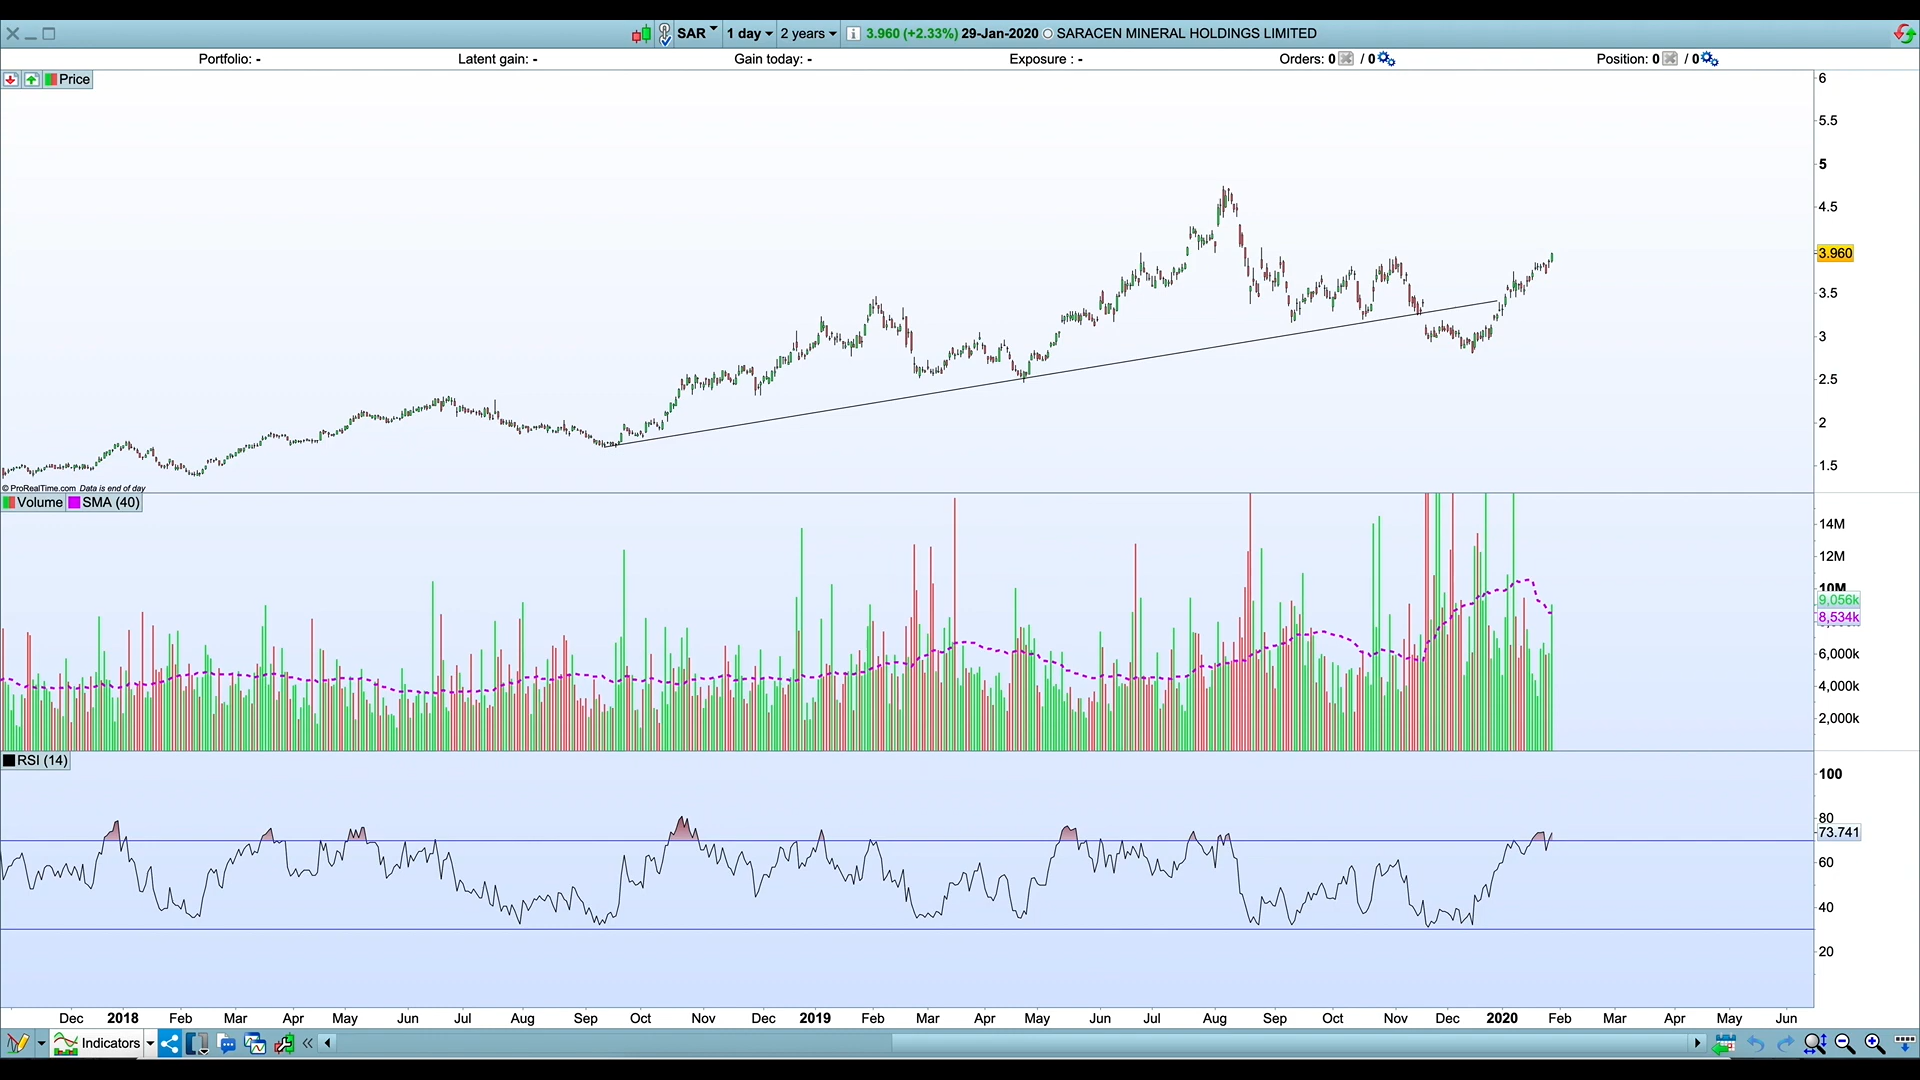 SAR 1 day 2 years i 3.960 (+2.33%) 29-Jan-2020 SARACEN MINERAL HOLDINGS LIMITED
Portfolio: - Latent gain: - Gain today: - Exposure : - Orders: 0 / 0 Position: 0 / 0
Price
6
5.5
5
4.5
3.960
3.5
3
2.5
2
1.5
© ProRealTime.com Data is end of day
Volume SMA (40)
14M
12M
10M
9,056k
8,534k
6,000k
4,000k
2,000k
RSI (14)
100
80
73.741
60
40
20
Dec 2018 Feb Mar Apr May Jun Jul Aug Sep Oct Nov Dec 2019 Feb Mar Apr May Jun Jul Aug Sep Oct Nov Dec 2020 Feb Mar Apr May Jun
Indicators